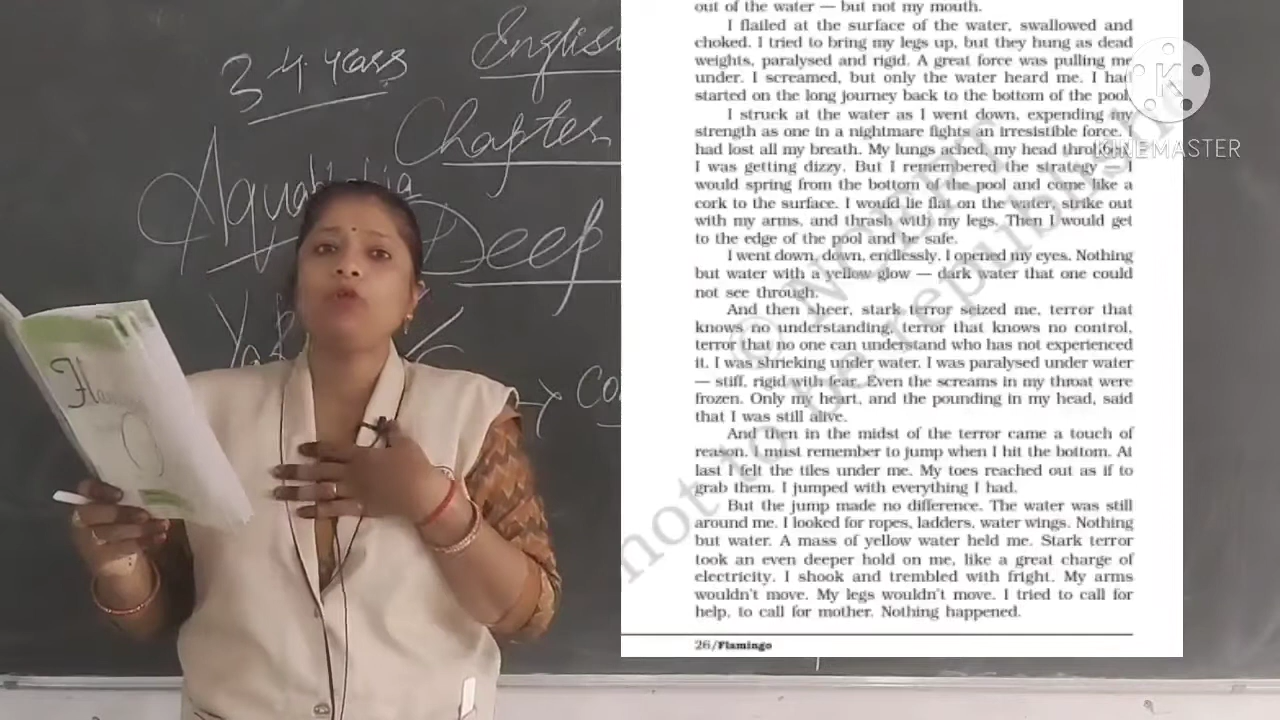 3 4 years
English
Chapter
Aqua
Deep
Ya
→ Co
Fla
out of the water — but not my mouth.
I flailed at the surface of the water, swallowed and
choked. I tried to bring my legs up, but they hung as dead
weights, paralysed and rigid. A great force was pulling me
under. I screamed, but only the water heard me. I had
started on the long journey back to the bottom of the pool.
I struck at the water as I went down, expending my
strength as one in a nightmare fights an irresistible force. I
had lost all my breath. My lungs ached, my head throbbed.
I was getting dizzy. But I remembered the strategy — I
would spring from the bottom of the pool and come like a
cork to the surface. I would lie flat on the water, strike out
with my arms, and thrash with my legs. Then I would get
to the edge of the pool and be safe.
I went down, down, endlessly. I opened my eyes. Nothing
but water with a yellow glow — dark water that one could
not see through.
And then sheer, stark terror seized me, terror that
knows no understanding, terror that knows no control,
terror that no one can understand who has not experienced
it. I was shrieking under water. I was paralysed under water
— stiff, rigid with fear. Even the screams in my throat were
frozen. Only my heart, and the pounding in my head, said
that I was still alive.
And then in the midst of the terror came a touch of
reason. I must remember to jump when I hit the bottom. At
last I felt the tiles under me. My toes reached out as if to
grab them. I jumped with everything I had.
But the jump made no difference. The water was still
around me. I looked for ropes, ladders, water wings. Nothing
but water. A mass of yellow water held me. Stark terror
took an even deeper hold on me, like a great charge of
electricity. I shook and trembled with fright. My arms
wouldn't move. My legs wouldn't move. I tried to call for
help, to call for mother. Nothing happened.
26/Flamingo
© NCERT
not to be republished
K
KINEMASTER